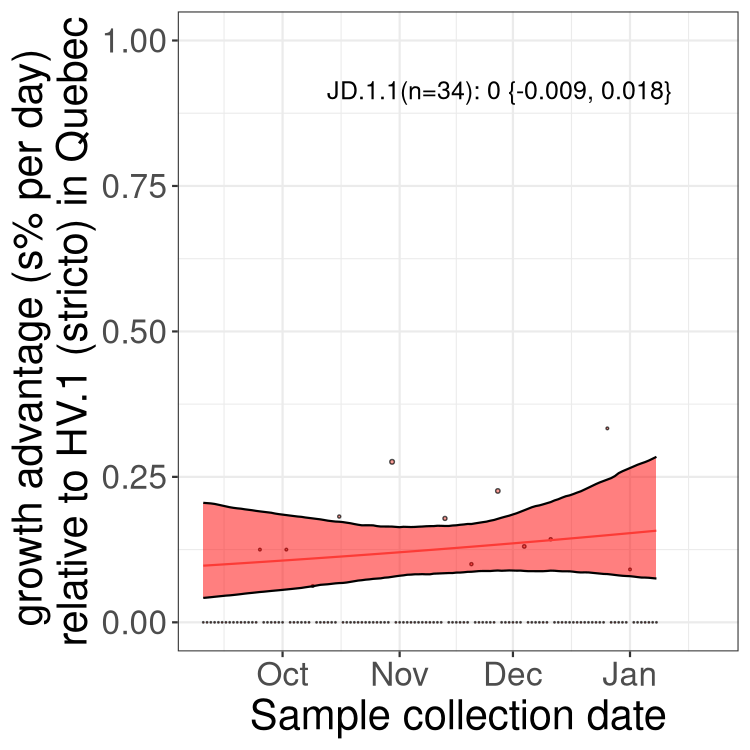 growth advantage (s% per day)
relative to HV.1 (stricto) in Quebec
1.00
0.75
0.50
0.25
0.00
JD.1.1(n=34): 0 {-0.009, 0.018}
Oct Nov Dec Jan
Sample collection date